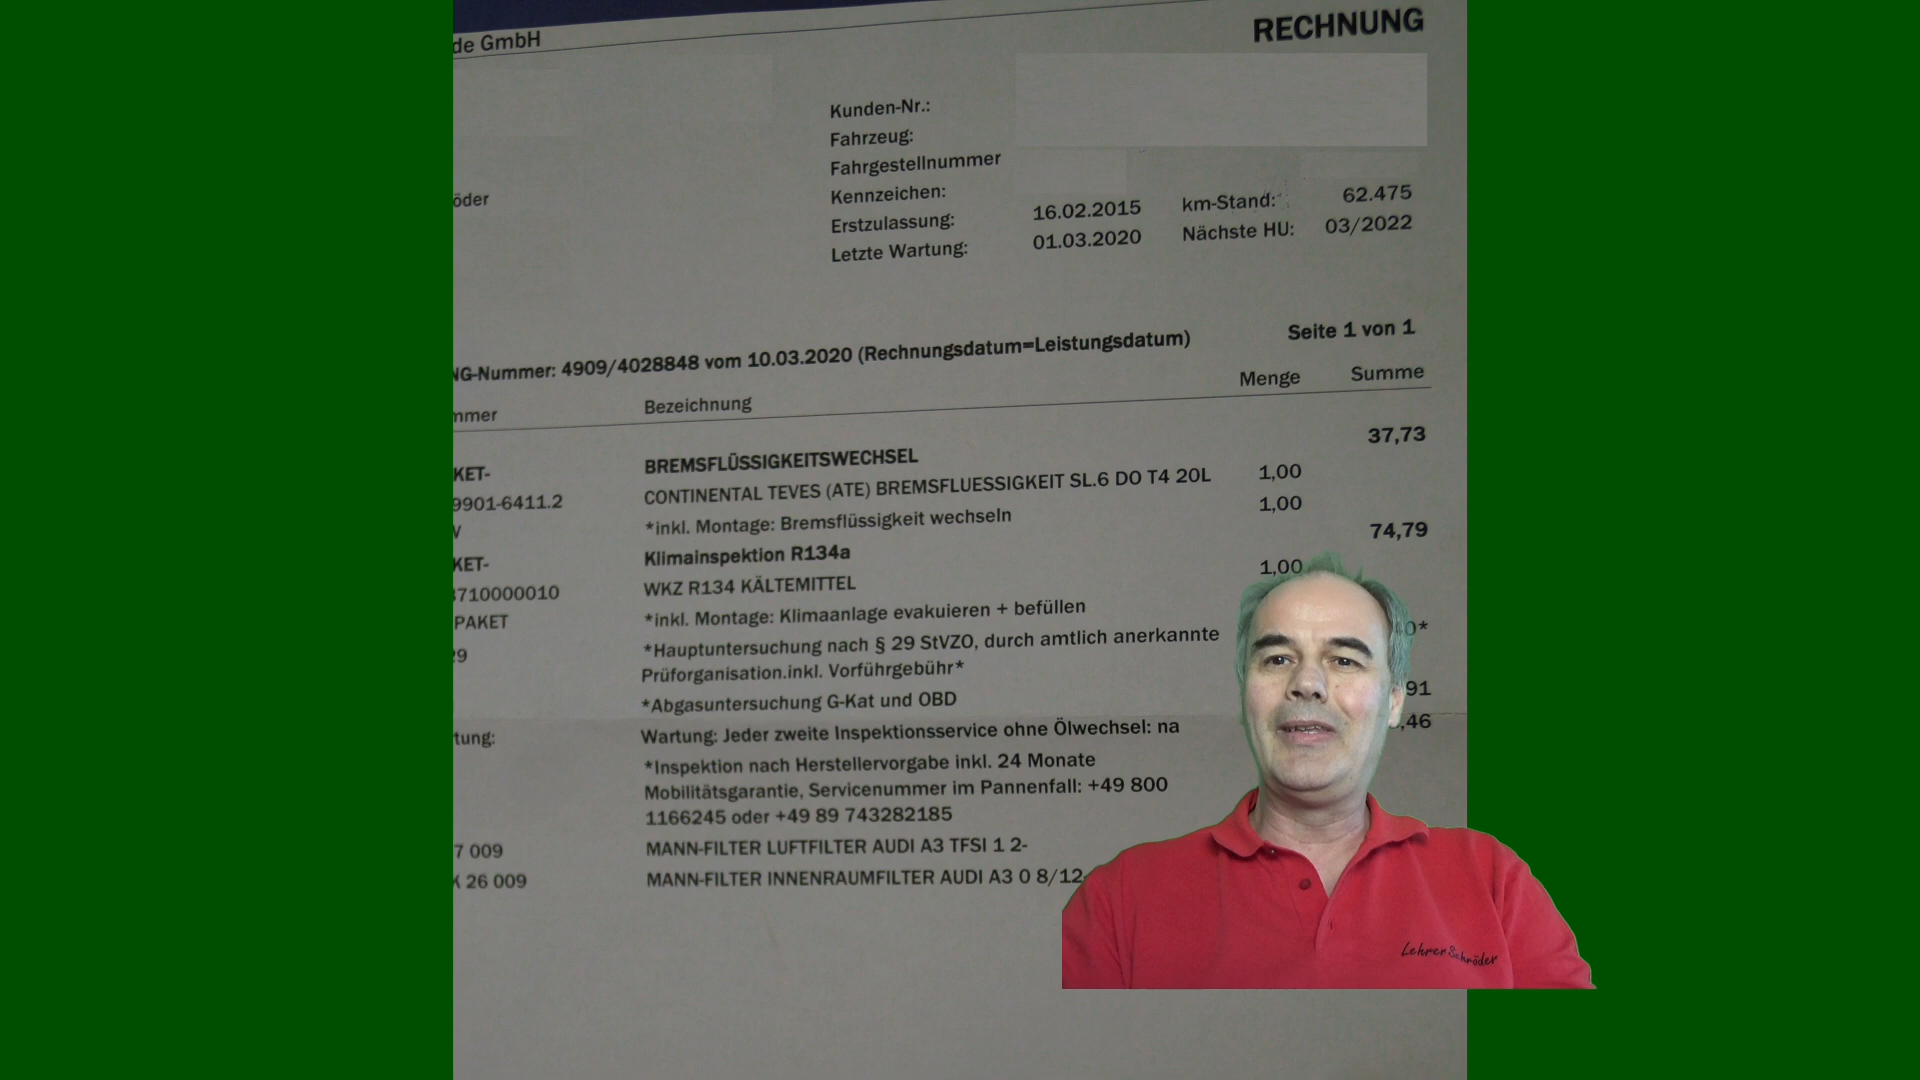 de GmbH
RECHNUNG
Kunden-Nr.:
Fahrzeug:
Fahrgestellnummer
Kennzeichen:
öder
Erstzulassung: 16.02.2015 km-Stand: 62.475
Letzte Wartung: 01.03.2020 Nächste HU: 03/2022
NG-Nummer: 4909/4028848 vom 10.03.2020 (Rechnungsdatum=Leistungsdatum) Seite 1 von 1
mmer Bezeichnung Menge Summe
KET- BREMSFLÜSSIGKEITSWECHSEL 37,73
9901-6411.2 CONTINENTAL TEVES (ATE) BREMSFLUESSIGKEIT SL.6 DO T4 20L 1,00
*inkl. Montage: Bremsflüssigkeit wechseln 1,00
KET- Klimainspektion R134a 74,79
710000010 WKZ R134 KÄLTEMITTEL 1,00
PAKET *inkl. Montage: Klimaanlage evakuieren + befüllen
29 *Hauptuntersuchung nach § 29 StVZO, durch amtlich anerkannte 0*
Prüforganisation.inkl. Vorführgebühr*
*Abgasuntersuchung G-Kat und OBD 91
tung: Wartung: Jeder zweite Inspektionsservice ohne Ölwechsel: na ,46
*Inspektion nach Herstellervorgabe inkl. 24 Monate
Mobilitätsgarantie, Servicenummer im Pannenfall: +49 800
1166245 oder +49 89 743282185
7 009 MANN-FILTER LUFTFILTER AUDI A3 TFSI 1 2-
K 26 009 MANN-FILTER INNENRAUMFILTER AUDI A3 0 8/12-
Lehrer Schröder